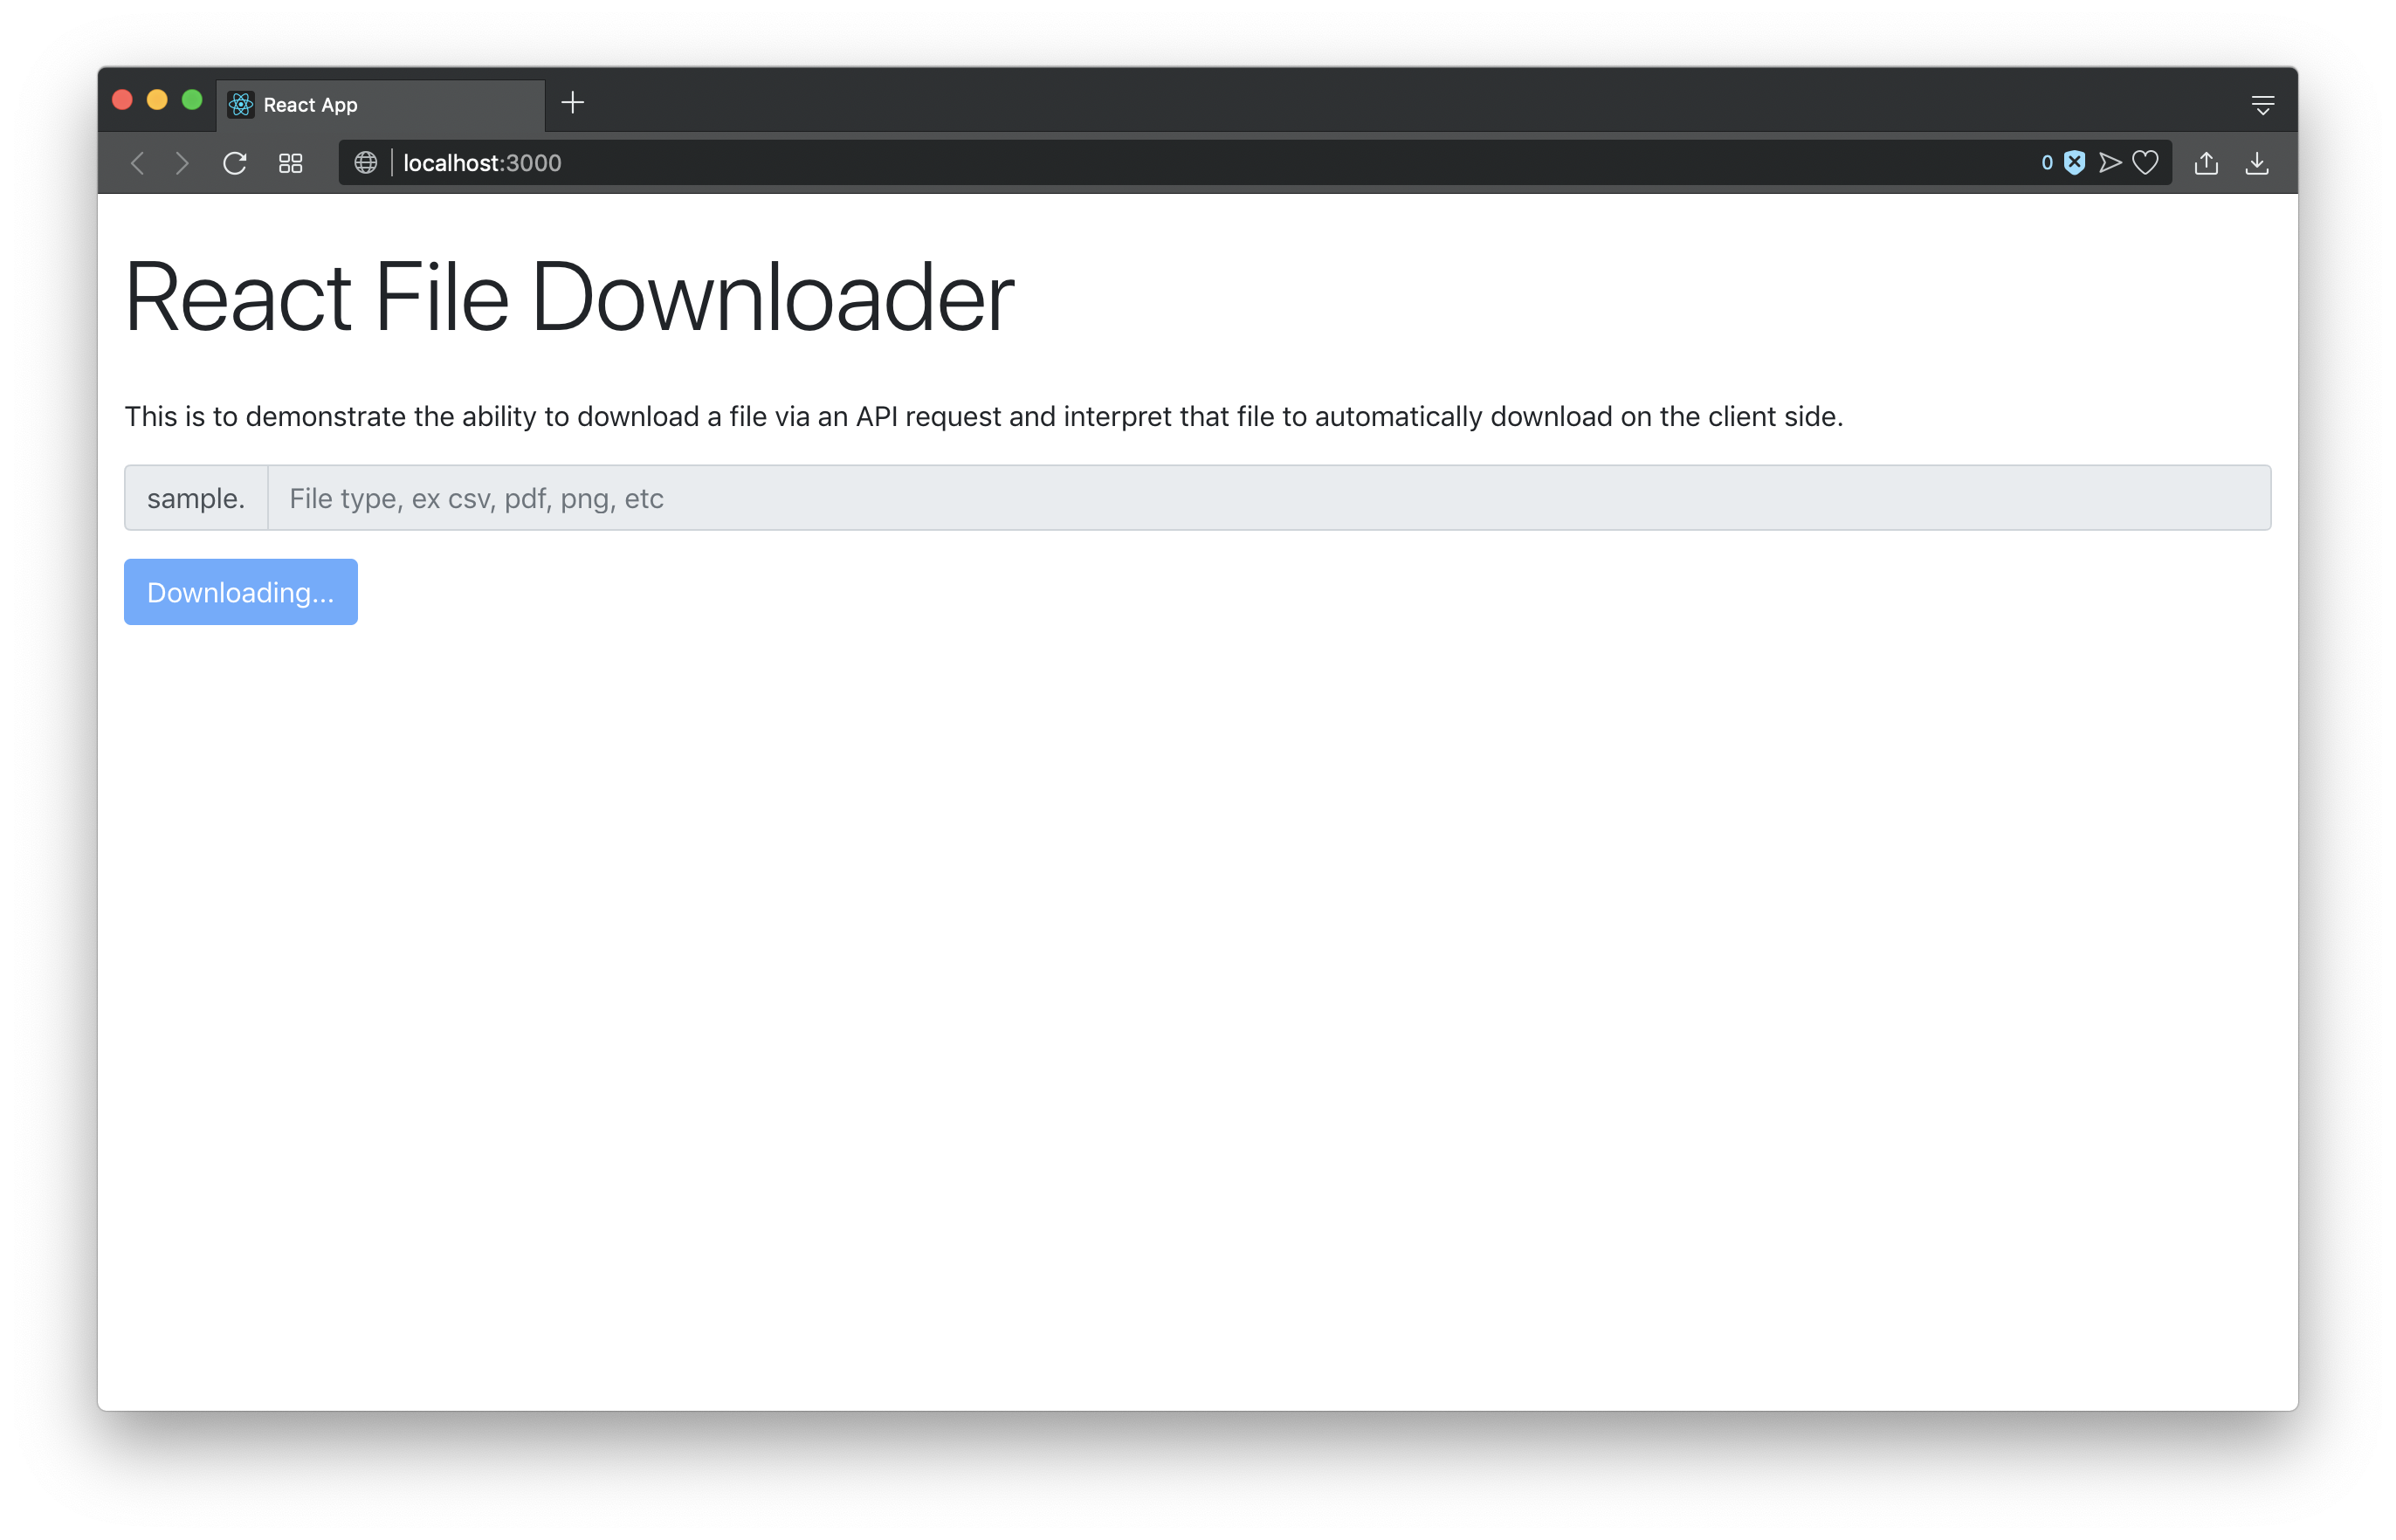 React App
localhost:3000
0
React File Downloader
This is to demonstrate the ability to download a file via an API request and interpret that file to automatically download on the client side.
sample. File type, ex csv, pdf, png, etc
Downloading...